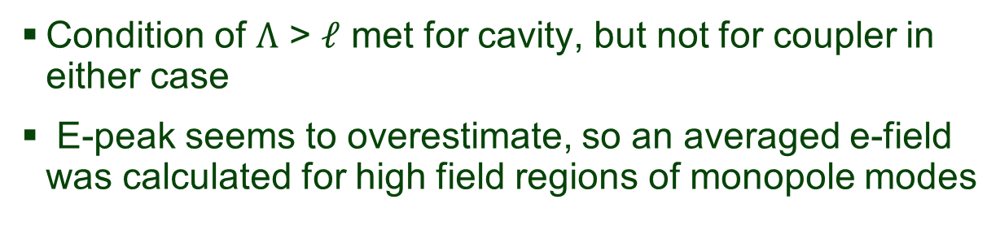 ▪ Condition of Λ > ℓ met for cavity, but not for coupler in
either case
▪ E-peak seems to overestimate, so an averaged e-field
was calculated for high field regions of monopole modes